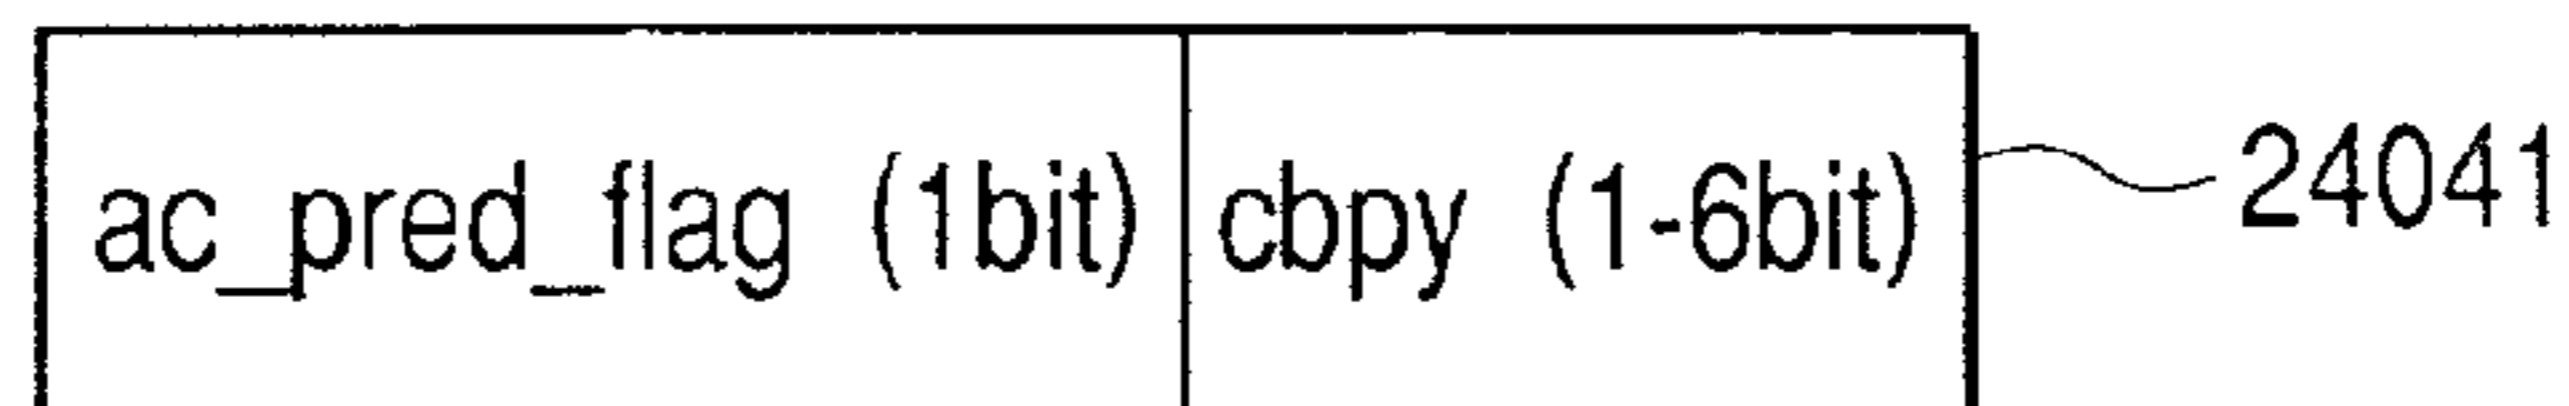 ac_pred_flag (1bit) cbpy (1-6bit) 24041